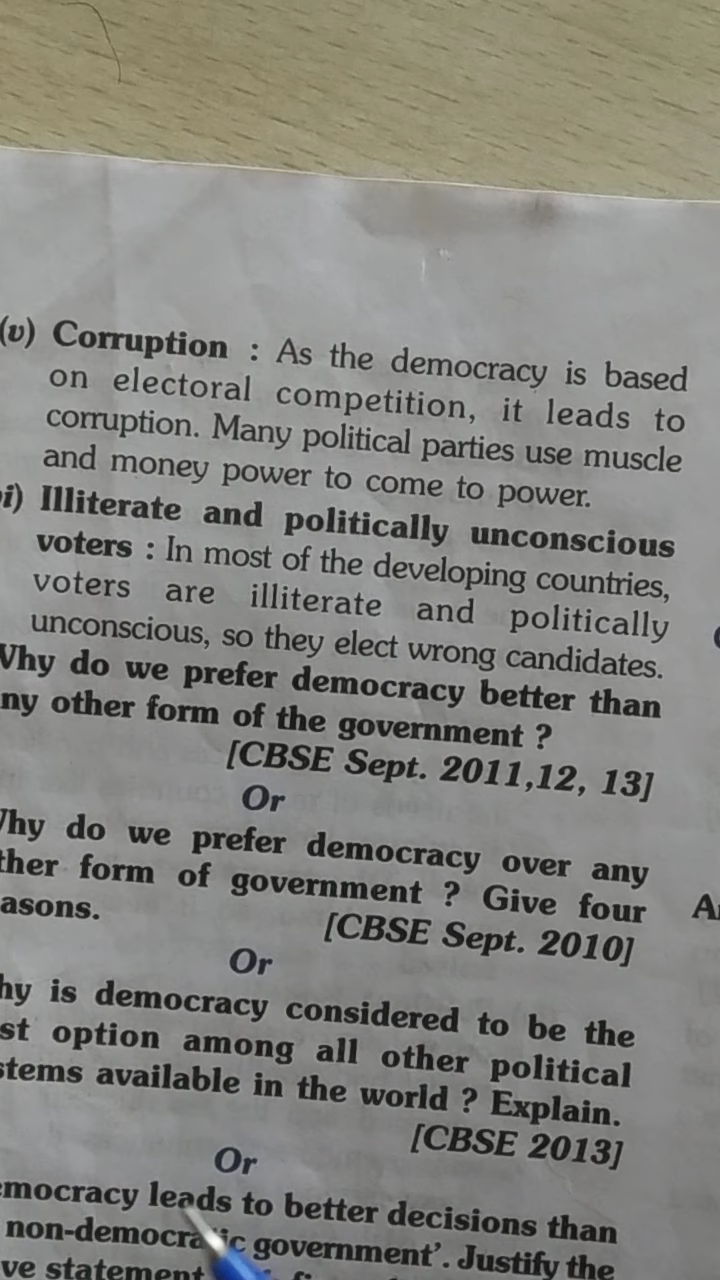 (v) Corruption : As the democracy is based
on electoral competition, it leads to
corruption. Many political parties use muscle
and money power to come to power.
i) Illiterate and politically unconscious
voters : In most of the developing countries,
voters are illiterate and politically
unconscious, so they elect wrong candidates.
Why do we prefer democracy better than
ny other form of the government ?
[CBSE Sept. 2011,12, 13]
Or
Why do we prefer democracy over any
ther form of government ? Give four
asons.
[CBSE Sept. 2010]
Or
hy is democracy considered to be the
st option among all other political
stems available in the world ? Explain.
[CBSE 2013]
Or
emocracy leads to better decisions than
non-democratic government'. Justify the
ve statement